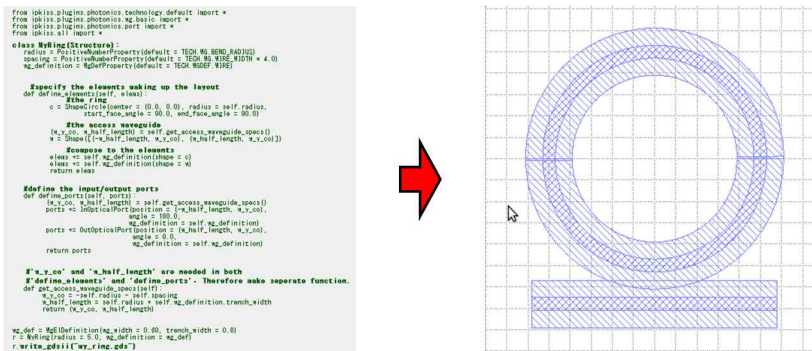 from ipkiss.plugins.photonics.technology.default import *
from ipkiss.plugins.photonics.wg.basic import *
from ipkiss.plugins.photonics.port import *
from ipkiss.all import *
class MyRing(Structure):
radius = PositiveNumberProperty(default = TECH.WG.BEND_RADIUS)
spacing = PositiveNumberProperty(default = TECH.WG.WIRE_WIDTH * 4.0)
wg_definition = WgDefProperty(default = TECH.WGDEF.WIRE)
#specify the elements making up the layout
def define_elements(self, elems):
#the ring
c = ShapeCircle(center = (0.0, 0.0), radius = self.radius,
start_face_angle = 90.0, end_face_angle = 90.0)
#the access waveguide
(w_y_co, w_half_length) = self.get_access_waveguide_specs()
w = Shape([(-w_half_length, w_y_co), (w_half_length, w_y_co)])
#compose to the elements
elems += self.wg_definition(shape = c)
elems += self.wg_definition(shape = w)
return elems
#define the input/output ports
def define_ports(self, ports):
(w_y_co, w_half_length) = self.get_access_waveguide_specs()
ports += InOpticalPort(position = (-w_half_length, w_y_co),
angle = 180.0,
wg_definition = self.wg_definition)
ports += OutOpticalPort(position = (w_half_length, w_y_co),
angle = 0.0,
wg_definition = self.wg_definition)
return ports
#'w_y_co' and 'w_half_length' are needed in both
#'define_elements' and 'define_ports'. Therefore make seperate function.
def get_access_waveguide_specs(self):
w_y_co = -self.radius - self.spacing
w_half_length = self.radius + self.wg_definition.trench_width
return (w_y_co, w_half_length)
wg_def = WgElDefinition(wg_width = 0.60, trench_width = 0.8)
r = MyRing(radius = 5.0, wg_definition = wg_def)
r.write_gdsii("my_ring.gds")